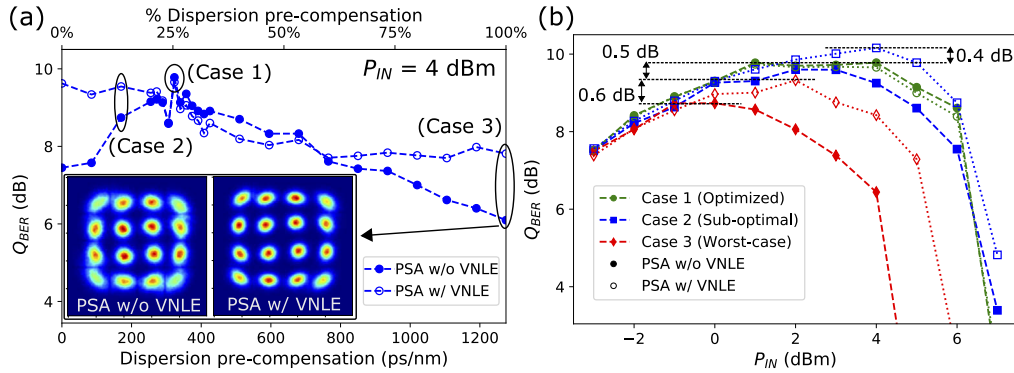 (a)
% Dispersion pre-compensation
0% 25% 50% 75% 100%
10
8
6
4
Q_BER (dB)
(Case 1)
P_IN = 4 dBm
(Case 2)
(Case 3)
PSA w/o VNLE
PSA w/ VNLE
PSA w/o VNLE
PSA w/ VNLE
0 200 400 600 800 1000 1200
Dispersion pre-compensation (ps/nm)
(b)
10
8
6
4
Q_BER (dB)
0.5 dB
0.4 dB
0.6 dB
Case 1 (Optimized)
Case 2 (Sub-optimal)
Case 3 (Worst-case)
PSA w/o VNLE
PSA w/ VNLE
−2 0 2 4 6
P_IN (dBm)